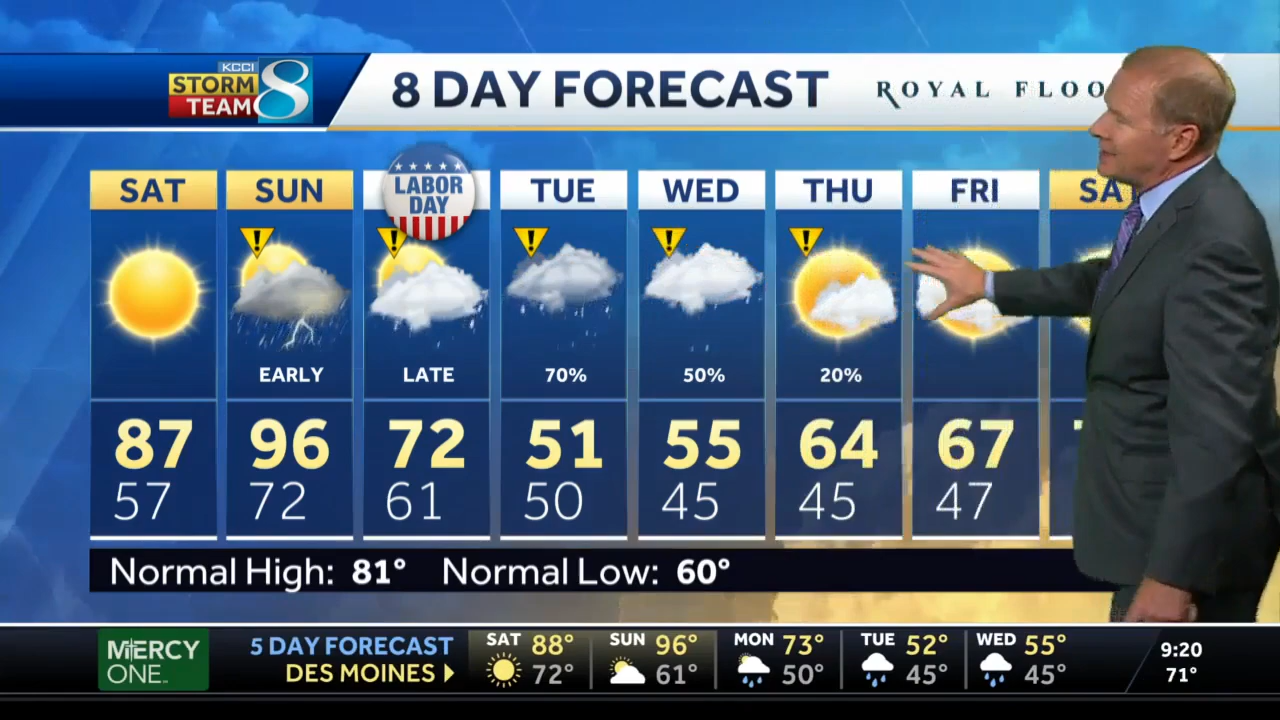 KCCI
STORM
TEAM 8
8 DAY FORECAST
ROYAL FLOO
SAT
SUN
LABOR
DAY
TUE
WED
THU
FRI
SA
!
!
!
!
!
EARLY
LATE
70%
50%
20%
87
96
72
51
55
64
67
57
72
61
50
45
45
47
Normal High: 81° Normal Low: 60°
MERCY
ONE
5 DAY FORECAST
DES MOINES
SAT 88°
72°
SUN 96°
61°
MON 73°
50°
TUE 52°
45°
WED 55°
45°
9:20
71°